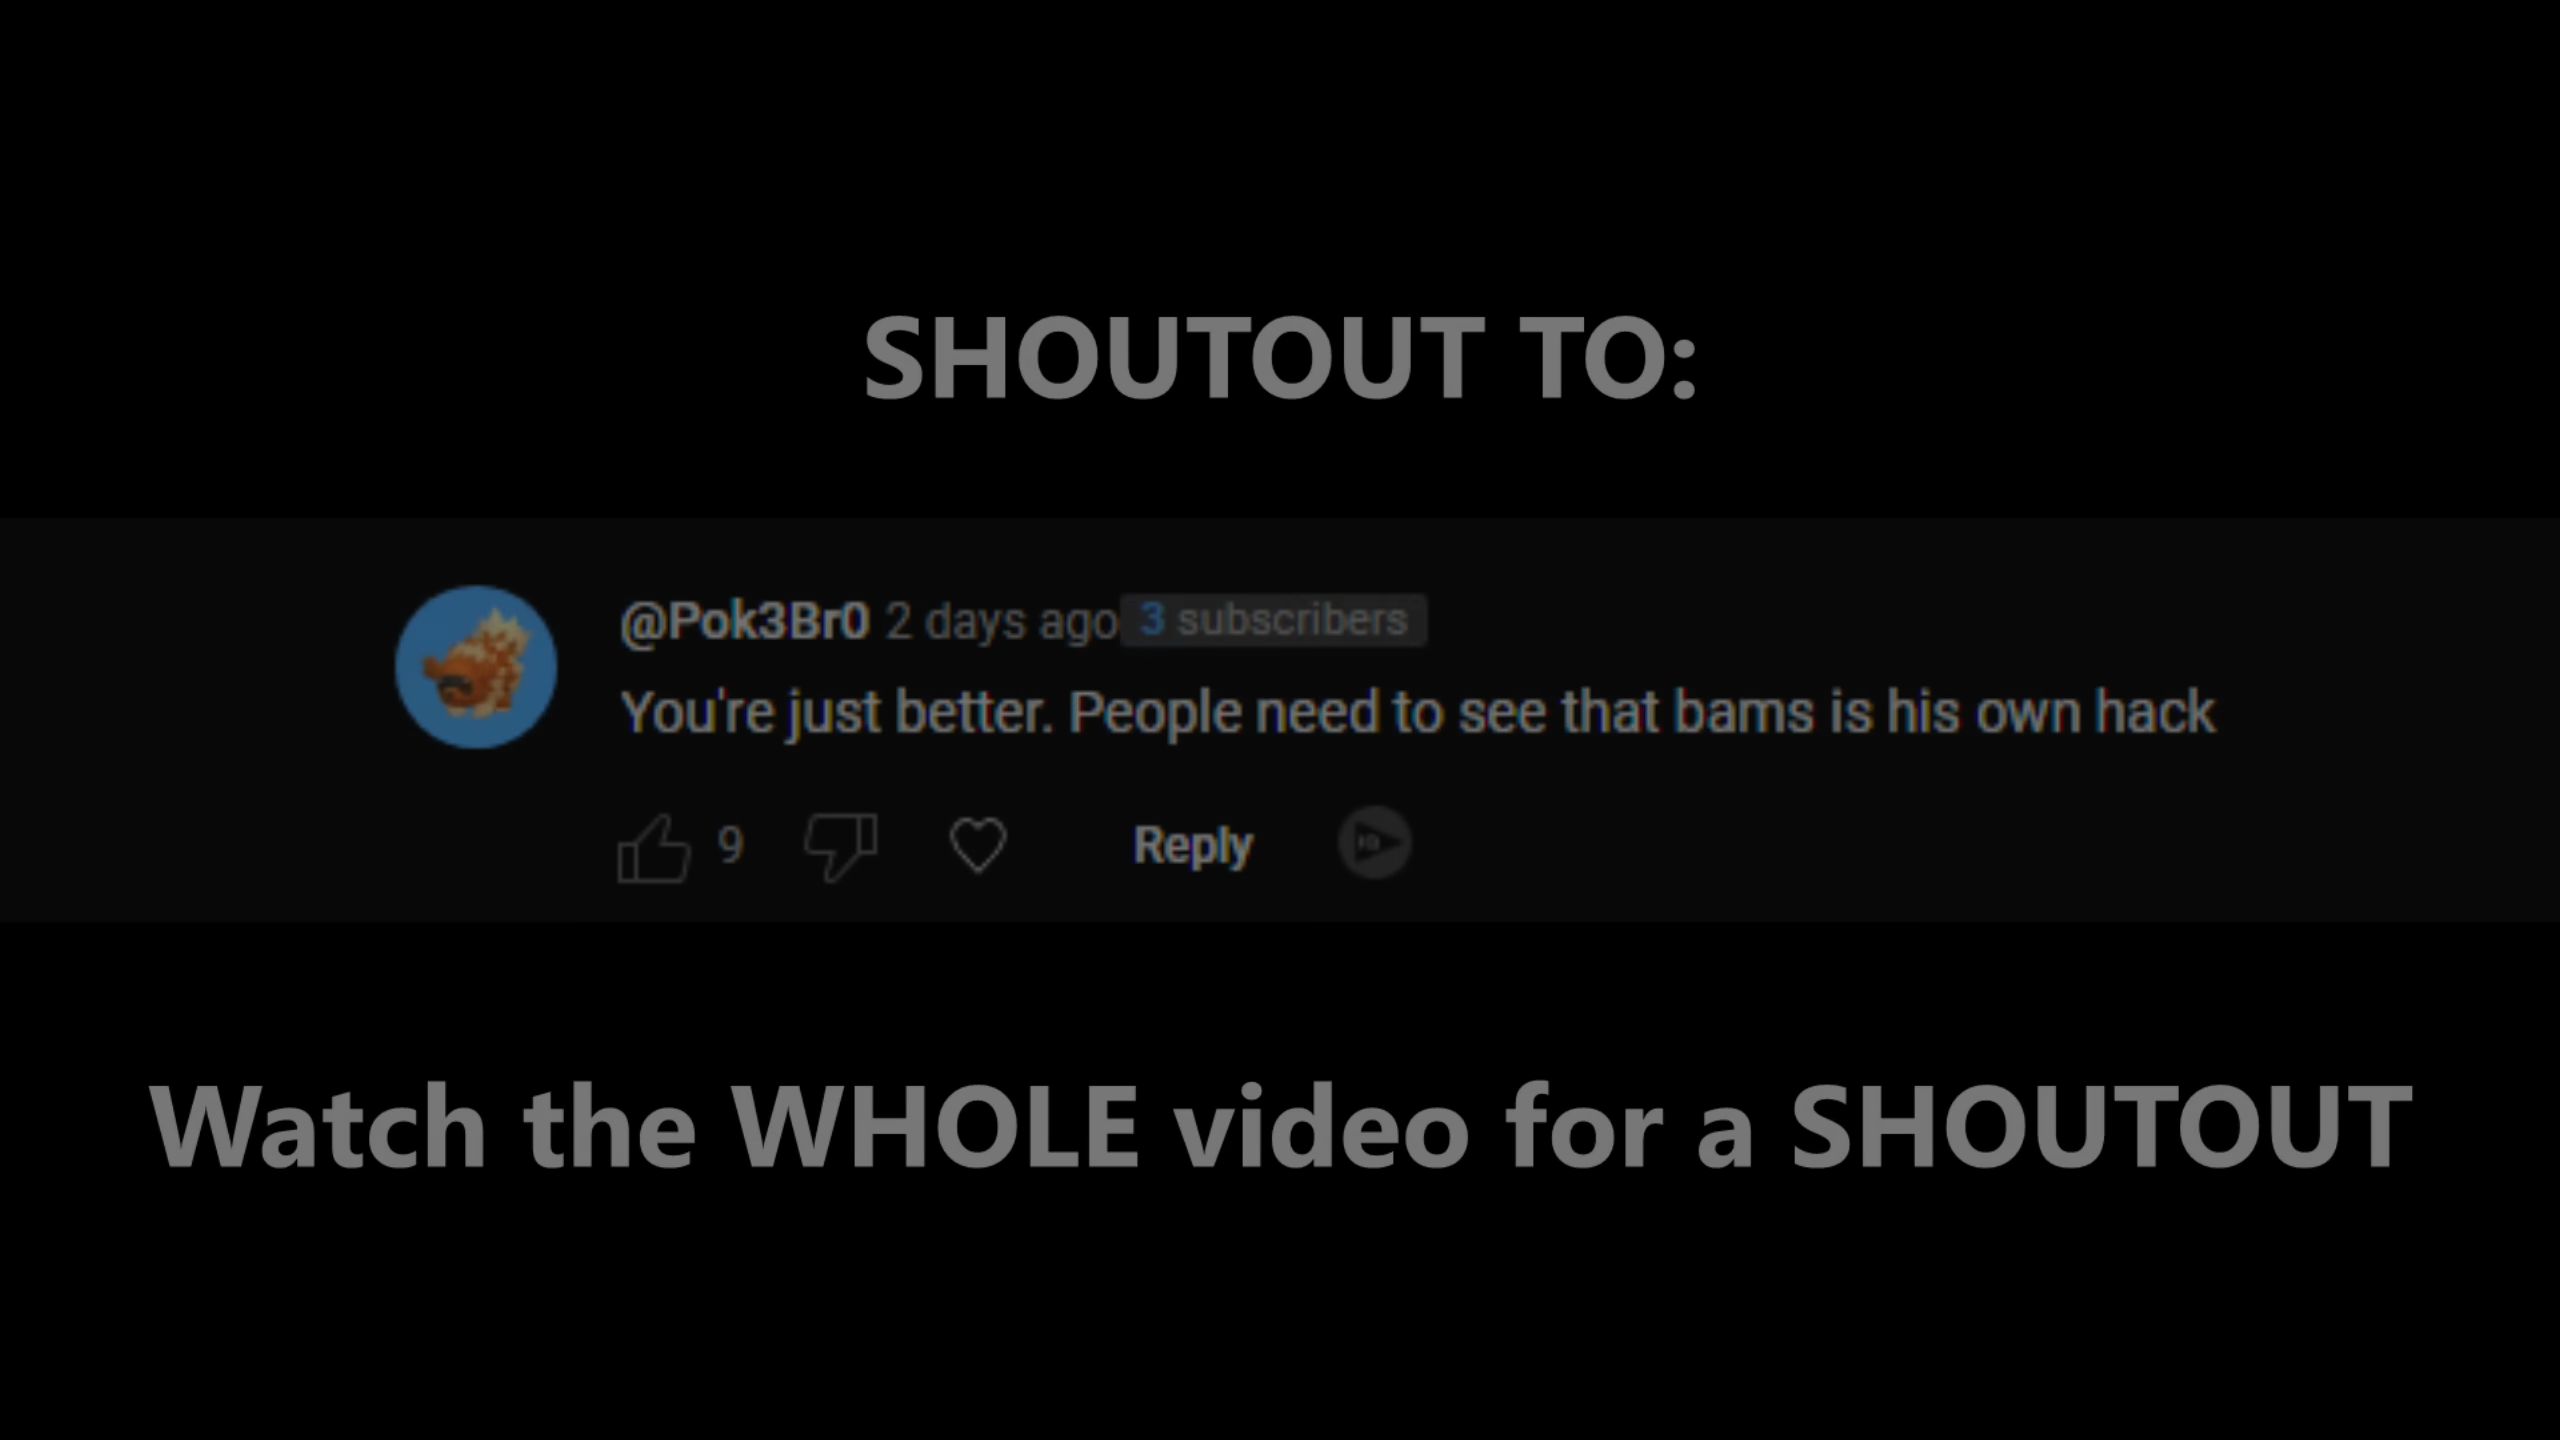 SHOUTOUT TO:
@Pok3Br0 2 days ago 3 subscribers
You're just better. People need to see that bams is his own hack
9 Reply
Watch the WHOLE video for a SHOUTOUT